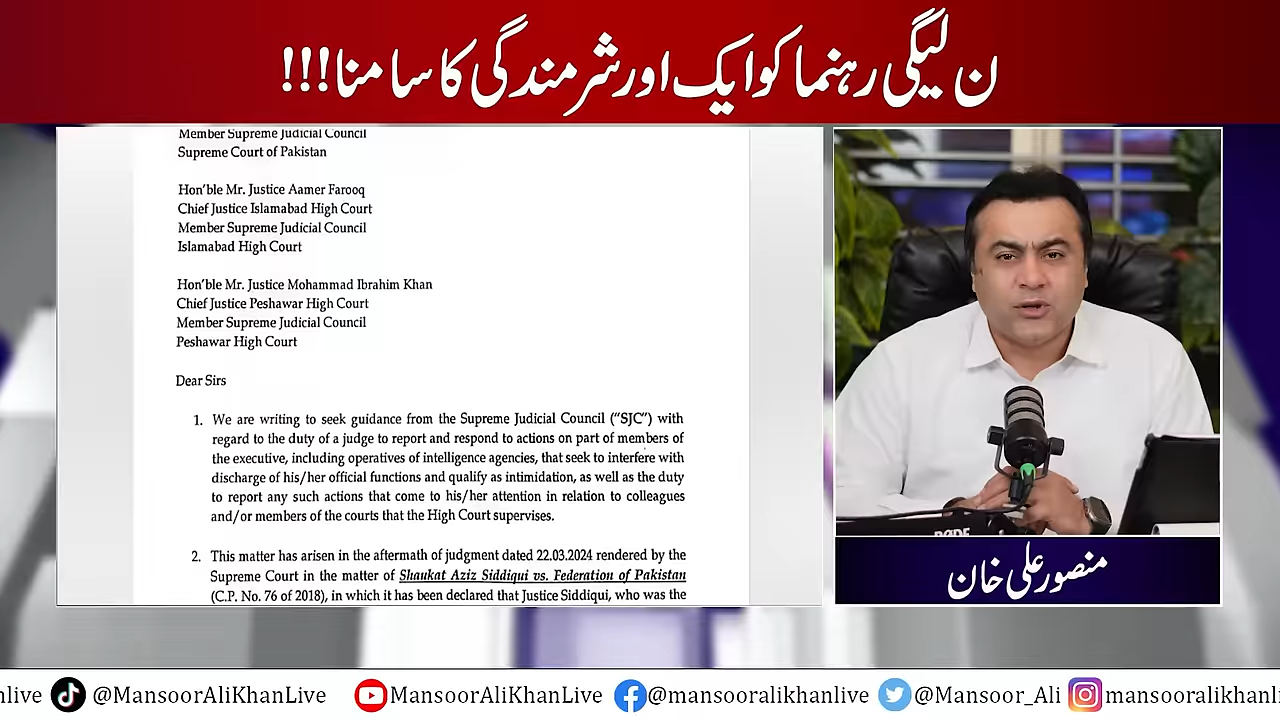 ن لیگی رہنما کو ایک اور شرمندگی کا سامنا!!!
Member Supreme Judicial Council
Supreme Court of Pakistan
Hon'ble Mr. Justice Aamer Farooq
Chief Justice Islamabad High Court
Member Supreme Judicial Council
Islamabad High Court
Hon'ble Mr. Justice Mohammad Ibrahim Khan
Chief Justice Peshawar High Court
Member Supreme Judicial Council
Peshawar High Court
Dear Sirs
1. We are writing to seek guidance from the Supreme Judicial Council ("SJC") with
regard to the duty of a judge to report and respond to actions on part of members of
the executive, including operatives of intelligence agencies, that seek to interfere with
discharge of his/her official functions and qualify as intimidation, as well as the duty
to report any such actions that come to his/her attention in relation to colleagues
and/or members of the courts that the High Court supervises.
2. This matter has arisen in the aftermath of judgment dated 22.03.2024 rendered by the
Supreme Court in the matter of Shaukat Aziz Siddiqui vs. Federation of Pakistan
(C.P. No. 76 of 2018), in which it has been declared that Justice Siddiqui, who was the
RØDE
منصور علی خان
nlive @MansoorAliKhanLive MansoorAliKhanLive @mansooralikhanlive @Mansoor_Ali mansooralikhanli